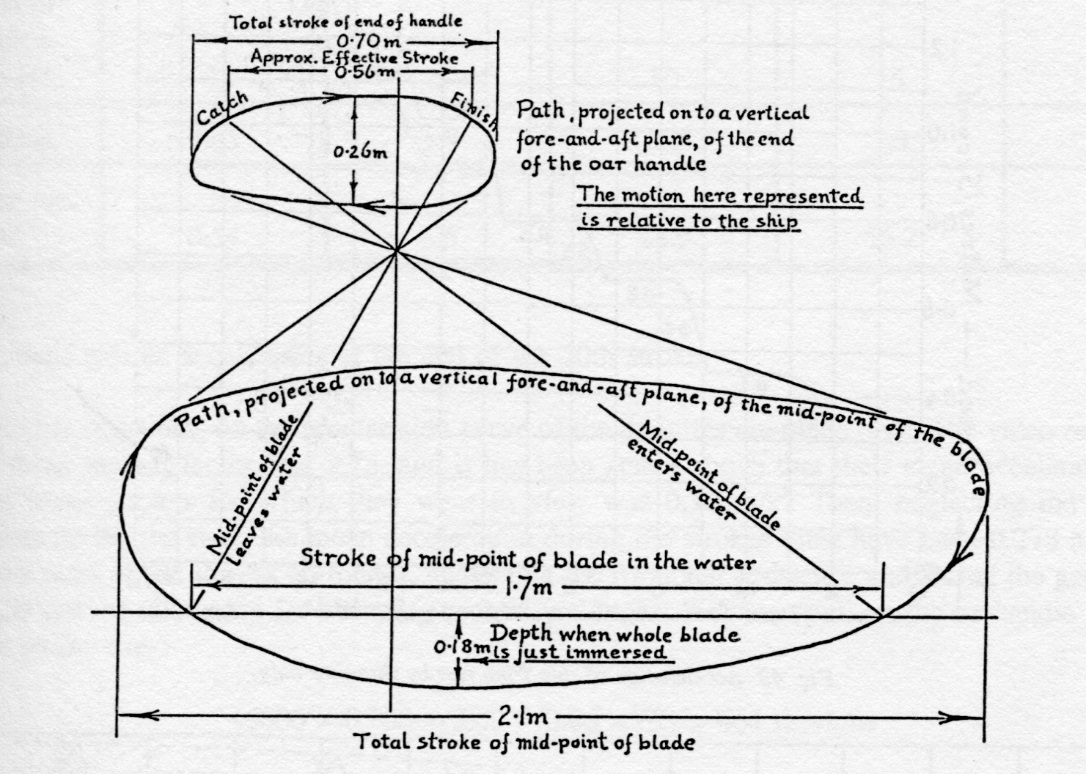 Total stroke of end of handle
0·70m
Approx. Effective Stroke
0·56m
Catch
Finish
0·26m
Path, projected on to a vertical
fore-and-aft plane, of the end
of the oar handle
The motion here represented
is relative to the ship
Path, projected on to a vertical fore-and-aft plane, of the mid-point of the blade
Mid-point of blade
leaves water
Mid-point of blade
enters water
Stroke of mid-point of blade in the water
1·7m
Depth when whole blade
0·18m is just immersed
2·1m
Total stroke of mid-point of blade